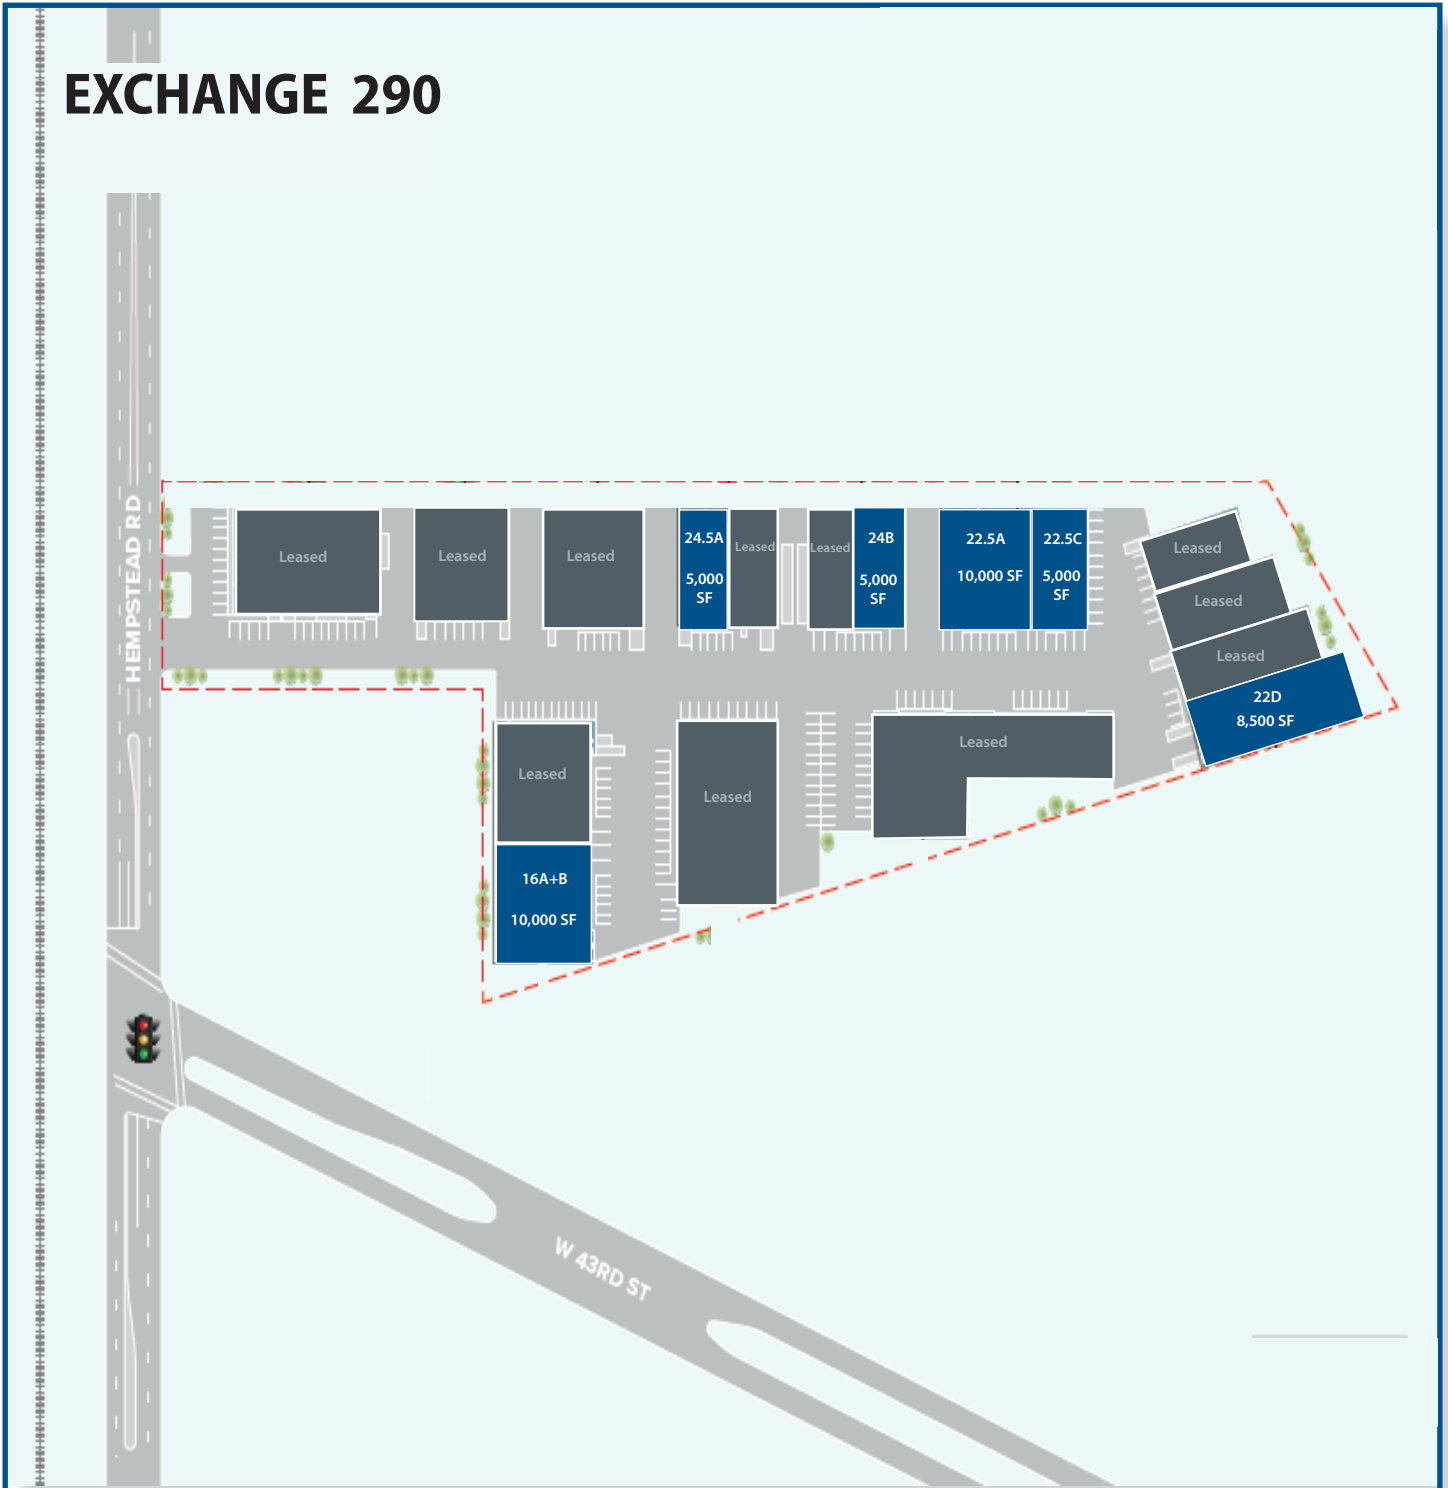 EXCHANGE 290
HEMPSTEAD RD
Leased
Leased
Leased
24.5A
5,000
SF
Leased
Leased
24B
5,000
SF
22.5A
10,000 SF
22.5C
5,000
SF
Leased
Leased
Leased
22D
8,500 SF
Leased
16A+B
10,000 SF
Leased
Leased
W 43RD ST